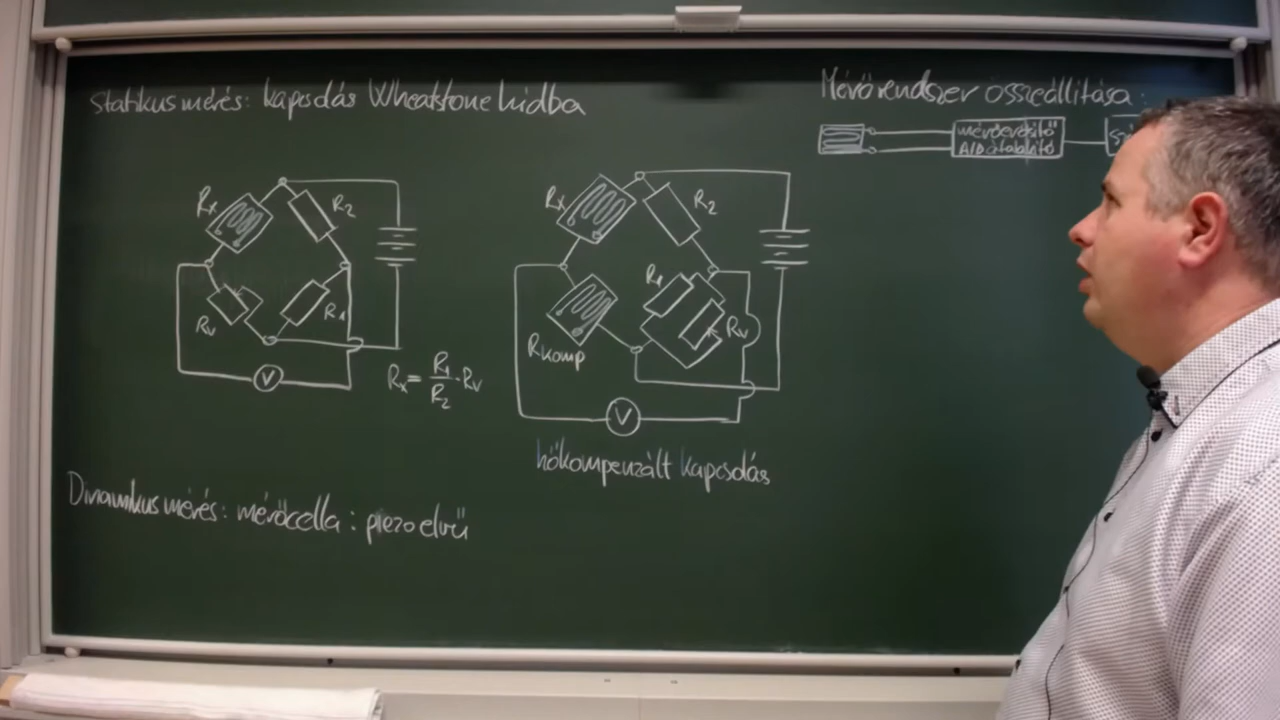 Statikus mérés: kapcsolás Wheatstone hídba
Rx
R2
Rv
R1
V
Rx = R1/R2 · Rv
Rx
R2
R1
Rv
Rkomp
V
hőkompenzált kapcsolás
Dinamikus mérés: mérőcella: piezo elvű
Mérőrendszer összeállítása:
mérőerősítő
A/D átalakító